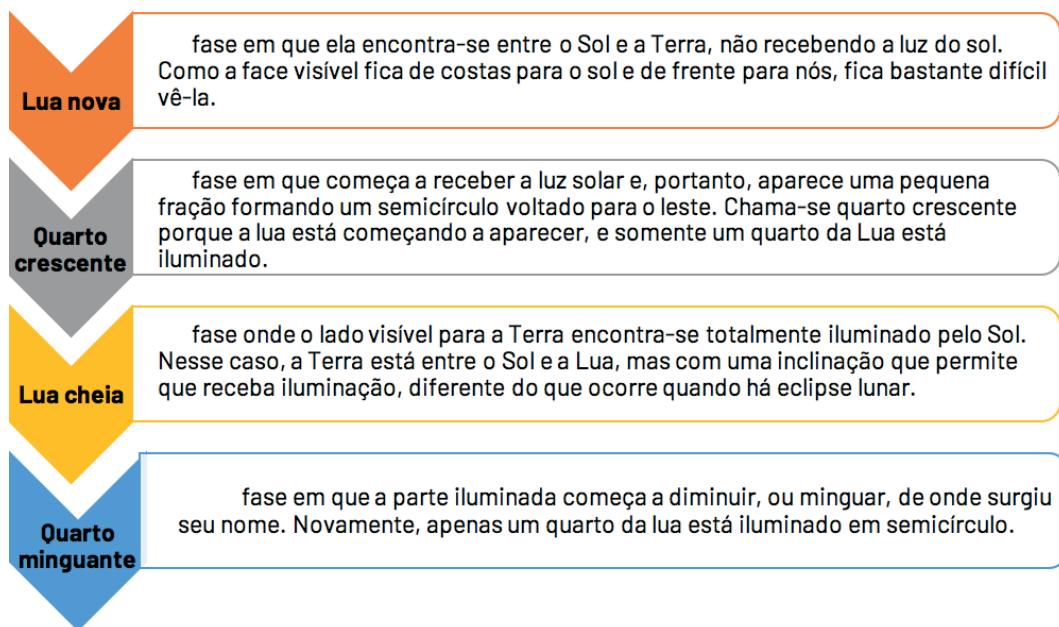 Lua nova
fase em que ela encontra-se entre o Sol e a Terra, não recebendo a luz do sol.
Como a face visível fica de costas para o sol e de frente para nós, fica bastante difícil
vê-la.
Quarto
crescente
fase em que começa a receber a luz solar e, portanto, aparece uma pequena
fração formando um semicírculo voltado para o leste. Chama-se quarto crescente
porque a lua está começando a aparecer, e somente um quarto da Lua está
iluminado.
Lua cheia
fase onde o lado visível para a Terra encontra-se totalmente iluminado pelo Sol.
Nesse caso, a Terra está entre o Sol e a Lua, mas com uma inclinação que permite
que receba iluminação, diferente do que ocorre quando há eclipse lunar.
Quarto
minguante
fase em que a parte iluminada começa a diminuir, ou minguar, de onde surgiu
seu nome. Novamente, apenas um quarto da lua está iluminado em semicírculo.